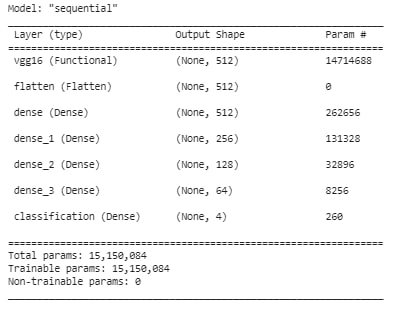 Model: "sequential"
Layer (type) Output Shape Param #
vgg16 (Functional) (None, 512) 14714688
flatten (Flatten) (None, 512) 0
dense (Dense) (None, 512) 262656
dense_1 (Dense) (None, 256) 131328
dense_2 (Dense) (None, 128) 32896
dense_3 (Dense) (None, 64) 8256
classification (Dense) (None, 4) 260
Total params: 15,150,084
Trainable params: 15,150,084
Non-trainable params: 0